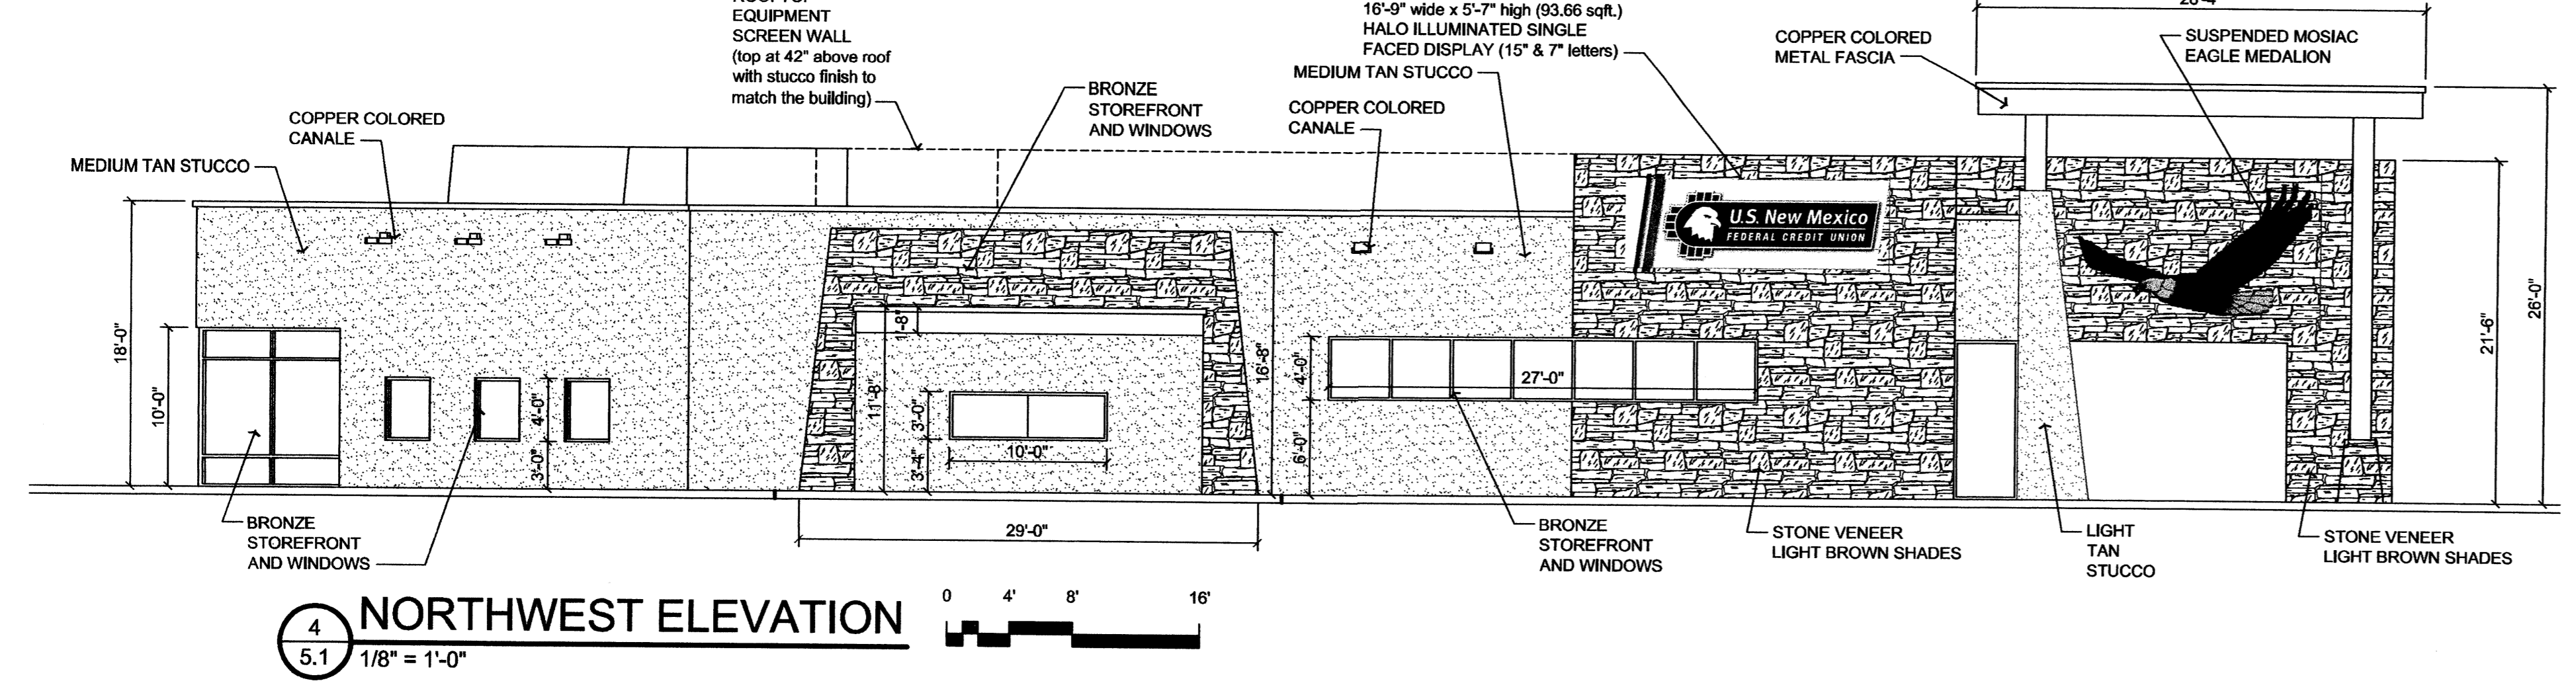 EQUIPMENT
SCREEN WALL
(top at 42" above roof
with stucco finish to
match the building)
16'-9" wide x 5'-7" high (93.66 sqft.)
HALO ILLUMINATED SINGLE
FACED DISPLAY (15" & 7" letters)
MEDIUM TAN STUCCO
COPPER COLORED
CANALE
COPPER COLORED
METAL FASCIA
SUSPENDED MOSIAC
EAGLE MEDALION
BRONZE
STOREFRONT
AND WINDOWS
COPPER COLORED
CANALE
MEDIUM TAN STUCCO
U.S. New Mexico
FEDERAL CREDIT UNION
18'-0"
10'-0"
4'-0"
3'-0"
1'-8"
11'-8"
3'-0"
3'-4"
10'-0"
16'-8"
4'-0"
6'-0"
27'-0"
21'-6"
26'-0"
29'-0"
BRONZE
STOREFRONT
AND WINDOWS
BRONZE
STOREFRONT
AND WINDOWS
STONE VENEER
LIGHT BROWN SHADES
LIGHT
TAN
STUCCO
STONE VENEER
LIGHT BROWN SHADES
4
5.1
NORTHWEST ELEVATION
1/8" = 1'-0"
0 4' 8' 16'